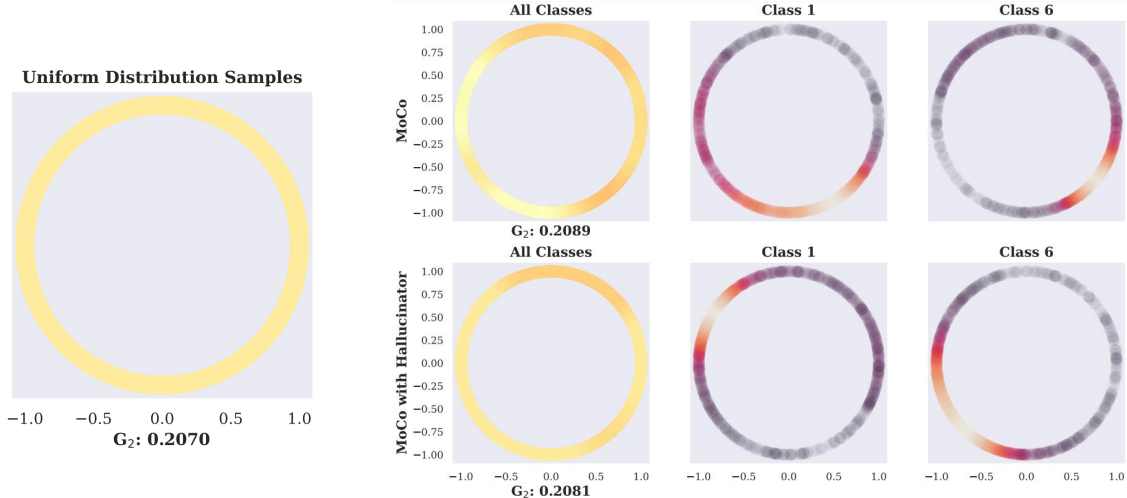 Uniform Distribution Samples
−1.0 −0.5 0.0 0.5 1.0
G₂: 0.2070
All Classes Class 1 Class 6
MoCo
1.00
0.75
0.50
0.25
0.00
−0.25
−0.50
−0.75
−1.00
G₂: 0.2089
All Classes Class 1 Class 6
MoCo with Hallucinator
1.00
0.75
0.50
0.25
0.00
−0.25
−0.50
−0.75
−1.00
−1.0 −0.5 0.0 0.5 1.0 −1.0 −0.5 0.0 0.5 1.0 −1.0 −0.5 0.0 0.5 1.0
G₂: 0.2081